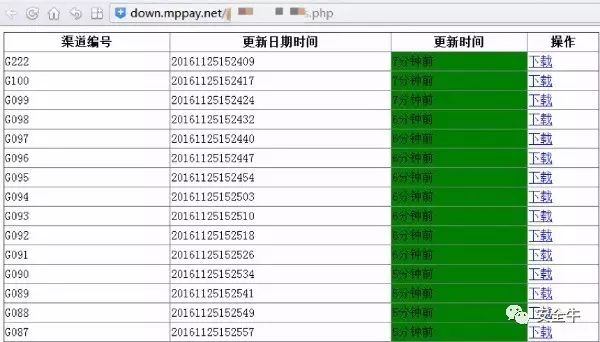 down.mppay.net/ .php
渠道编号 更新日期时间 更新时间 操作
G222 20161125152409 7分钟前 下载
G100 20161125152417 7分钟前 下载
G099 20161125152424 7分钟前 下载
G098 20161125152432 6分钟前 下载
G097 20161125152440 6分钟前 下载
G096 20161125152447 6分钟前 下载
G095 20161125152454 6分钟前 下载
G094 20161125152503 6分钟前 下载
G093 20161125152510 6分钟前 下载
G092 20161125152518 6分钟前 下载
G091 20161125152526 6分钟前 下载
G090 20161125152534 5分钟前 下载
G089 20161125152541 5分钟前 下载
G088 20161125152549 5分钟前 下载
G087 20161125152557 5分钟前 下载
安全牛